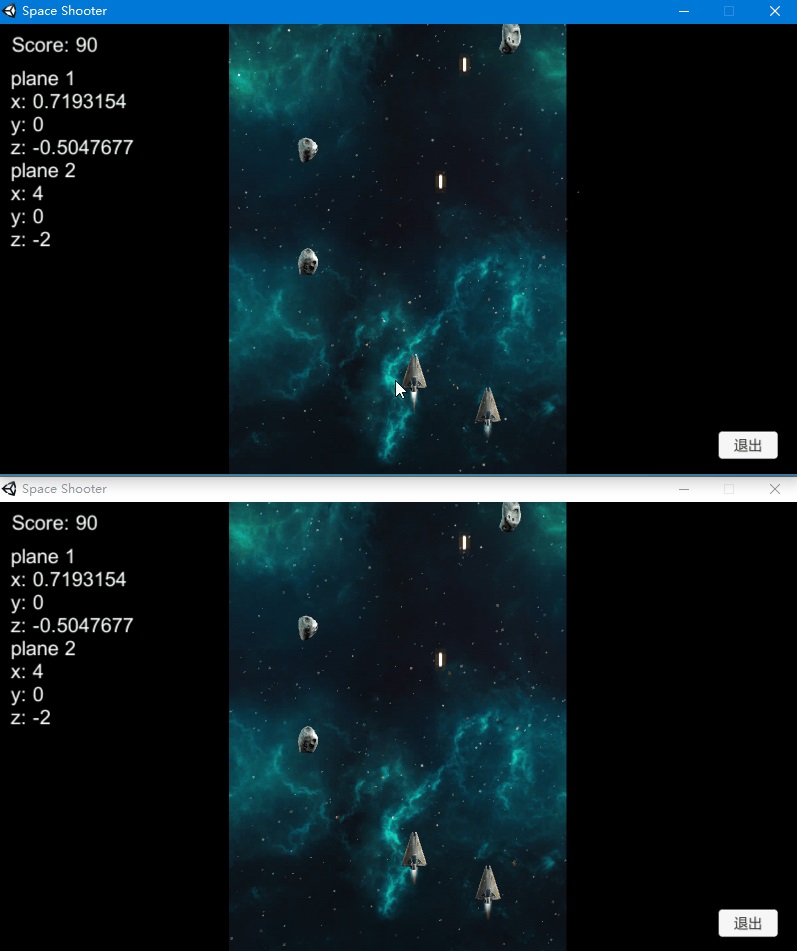 Space Shooter
Score: 90
plane 1
x: 0.7193154
y: 0
z: -0.5047677
plane 2
x: 4
y: 0
z: -2
退出
Space Shooter
Score: 90
plane 1
x: 0.7193154
y: 0
z: -0.5047677
plane 2
x: 4
y: 0
z: -2
退出